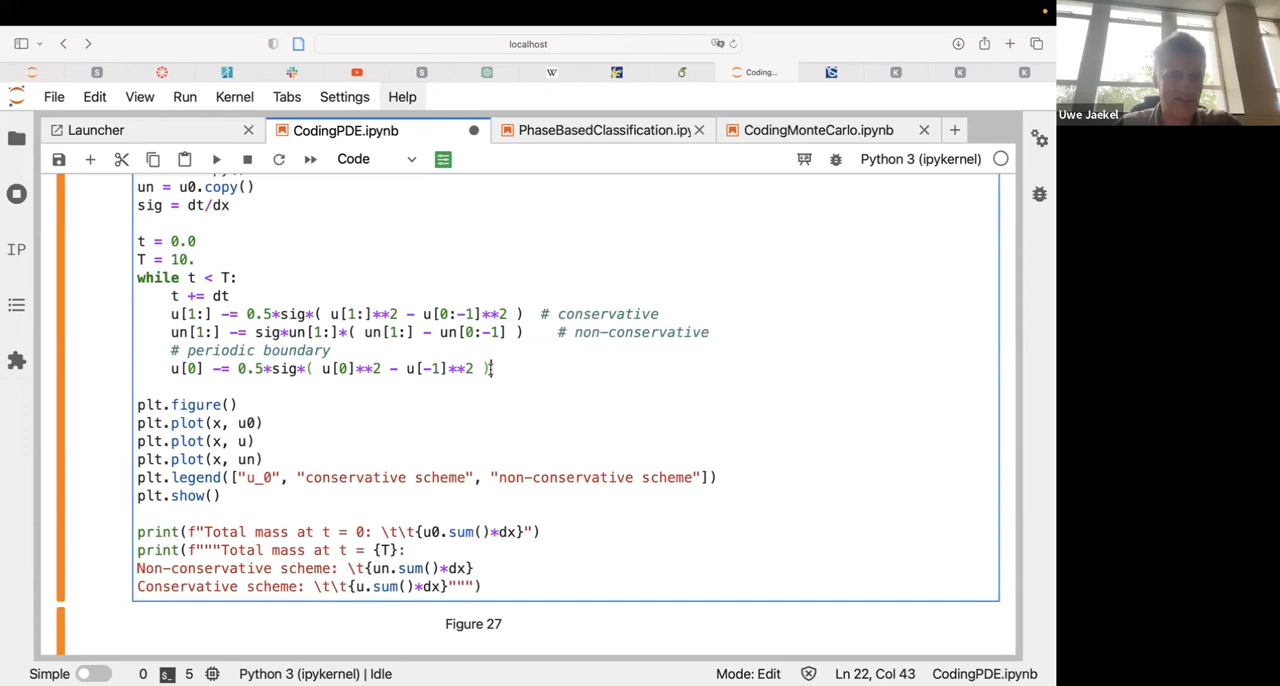 localhost
Coding...
File Edit View Run Kernel Tabs Settings Help
Uwe Jaekel
Launcher CodingPDE.ipynb PhaseBasedClassification.ipy CodingMonteCarlo.ipynb
Code Python 3 (ipykernel)
un = u0.copy()
sig = dt/dx
t = 0.0
T = 10.
while t < T:
t += dt
u[1:] -= 0.5*sig*( u[1:]**2 - u[0:-1]**2 ) # conservative
un[1:] -= sig*un[1:]*( un[1:] - un[0:-1] ) # non-conservative
# periodic boundary
u[0] -= 0.5*sig*( u[0]**2 - u[-1]**2 )
plt.figure()
plt.plot(x, u0)
plt.plot(x, u)
plt.plot(x, un)
plt.legend(["u_0", "conservative scheme", "non-conservative scheme"])
plt.show()
print(f"Total mass at t = 0: \t\t{u0.sum()*dx}")
print(f"""Total mass at t = {T}:
Non-conservative scheme: \t{un.sum()*dx}
Conservative scheme: \t\t{u.sum()*dx}""")
Figure 27
Simple 0 5 Python 3 (ipykernel) | Idle Mode: Edit Ln 22, Col 43 CodingPDE.ipynb